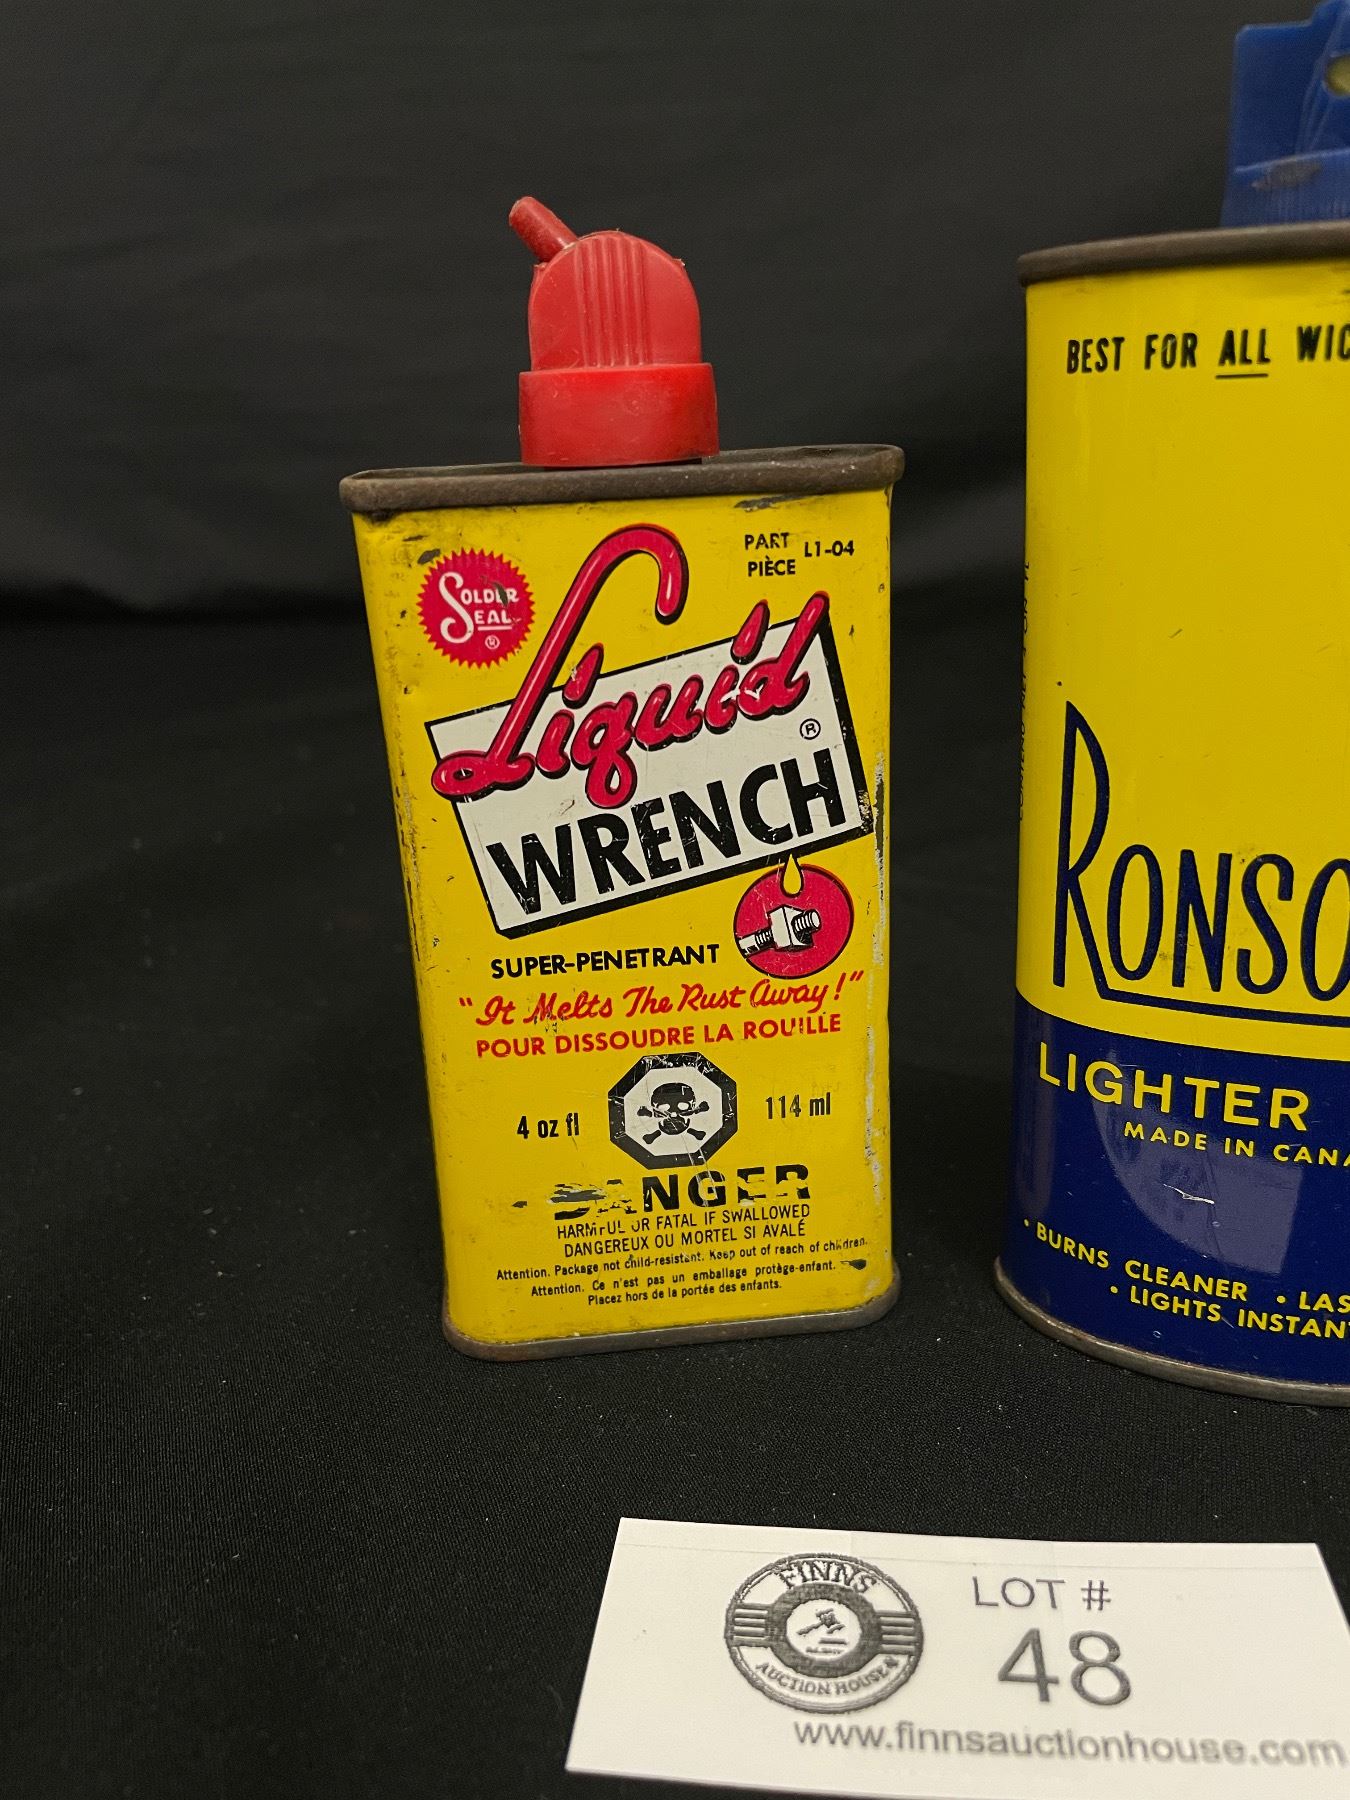 SOLDER
SEAL
®
PART
PIÈCE L1-04
Liquid
®
WRENCH
SUPER-PENETRANT
"It Melts The Rust Away!"
POUR DISSOUDRE LA ROUILLE
4 oz fl
114 ml
DANGER
HARMFUL OR FATAL IF SWALLOWED
DANGEREUX OU MORTEL SI AVALÉ
Attention. Package not child-resistant. Keep out of reach of children.
Attention. Ce n'est pas un emballage protège-enfant.
Placez hors de la portée des enfants.
BEST FOR ALL WIC
RONSO
LIGHTER
MADE IN CANA
• BURNS CLEANER • LAS
• LIGHTS INSTANT
FINNS
AUCTION HOUSE
LOT #
48
www.finnsauctionhouse.com